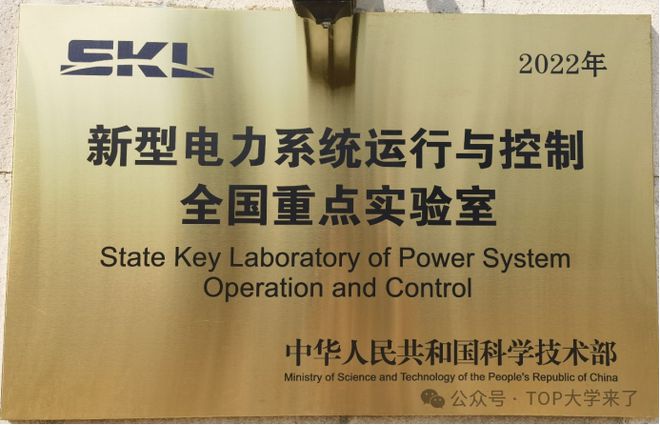 SKL
2022年
新型电力系统运行与控制
全国重点实验室
State Key Laboratory of Power System
Operation and Control
中华人民共和国科学技术部
Ministry of Science and Technology of the People's Republic of China
公众号·TOP大学来了